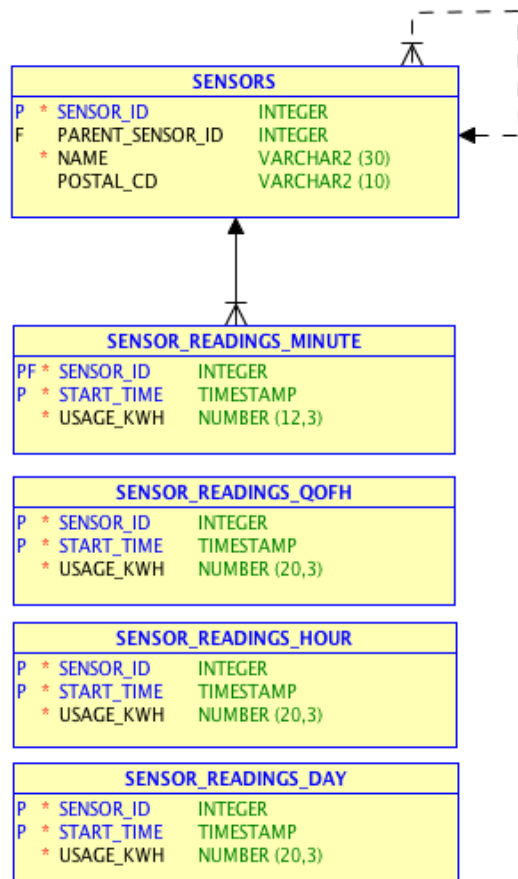 SENSORS
P * SENSOR_ID INTEGER
F PARENT_SENSOR_ID INTEGER
* NAME VARCHAR2 (30)
POSTAL_CD VARCHAR2 (10)
SENSOR_READINGS_MINUTE
PF * SENSOR_ID INTEGER
P * START_TIME TIMESTAMP
* USAGE_KWH NUMBER (12,3)
SENSOR_READINGS_QOFH
P * SENSOR_ID INTEGER
P * START_TIME TIMESTAMP
* USAGE_KWH NUMBER (20,3)
SENSOR_READINGS_HOUR
P * SENSOR_ID INTEGER
P * START_TIME TIMESTAMP
* USAGE_KWH NUMBER (20,3)
SENSOR_READINGS_DAY
P * SENSOR_ID INTEGER
P * START_TIME TIMESTAMP
* USAGE_KWH NUMBER (20,3)